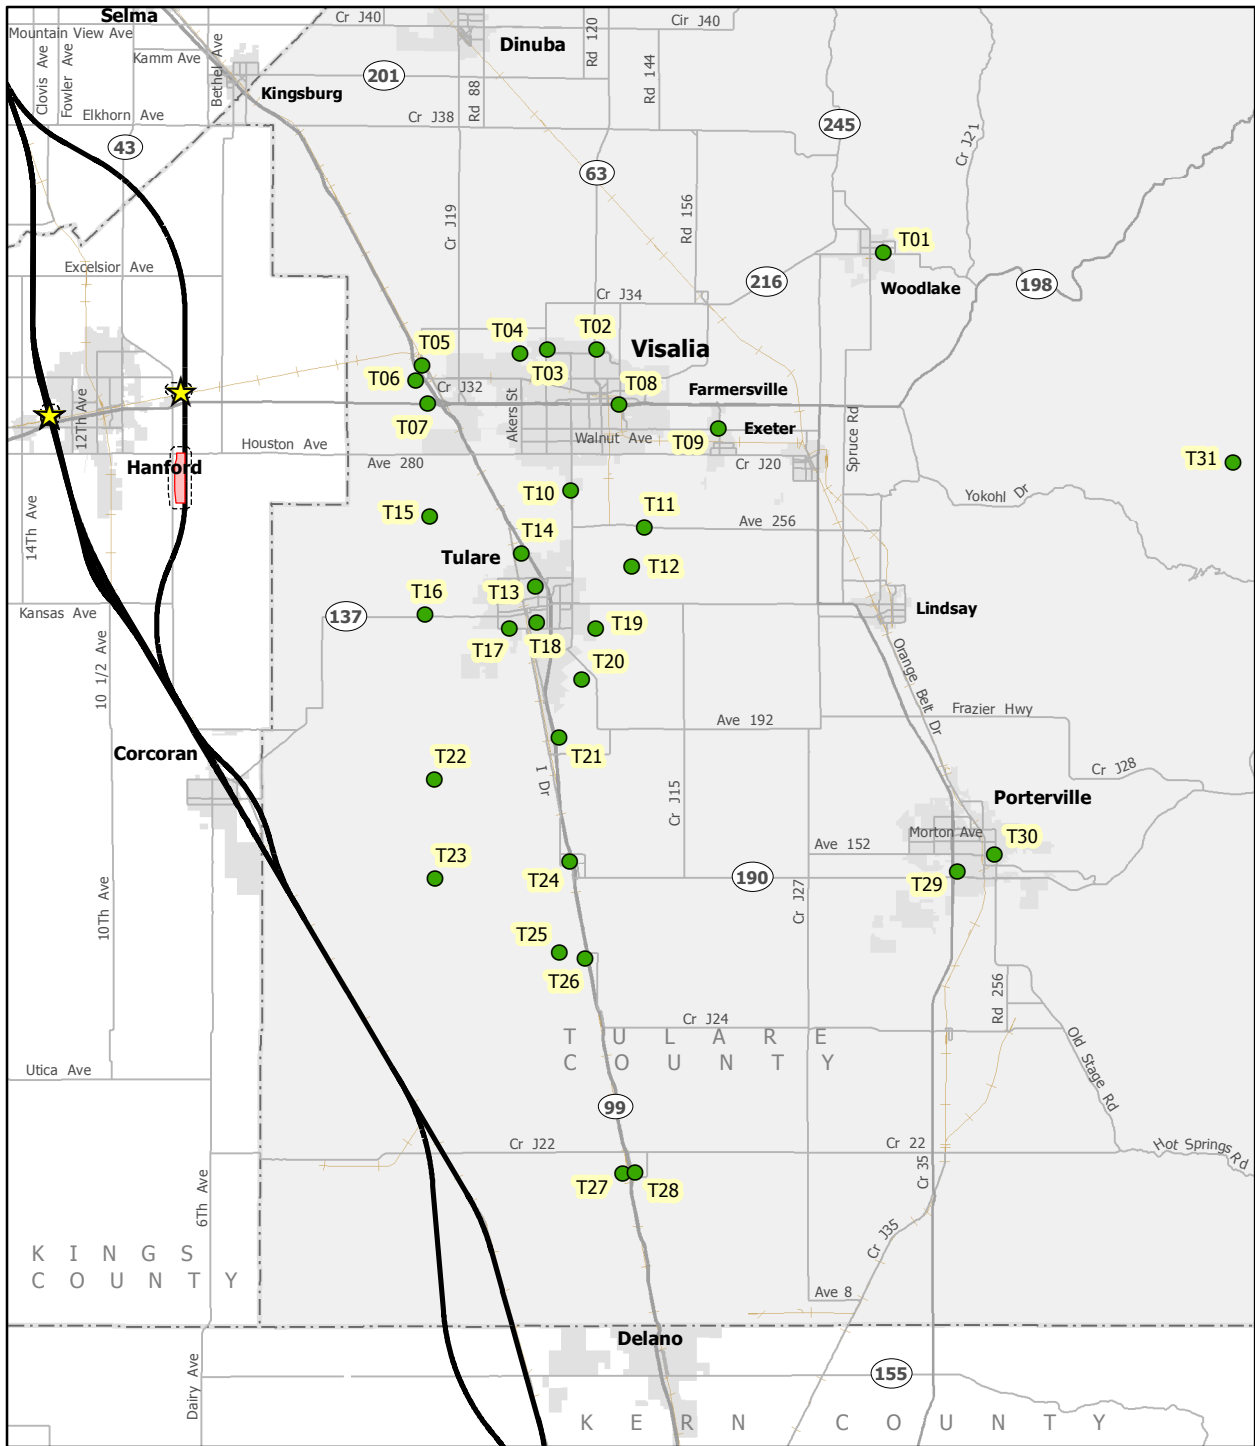 Selma
Cr J40
Cir J40
Mountain View Ave
Kamm Ave
Clovis Ave
Fowler Ave
Bethel Ave
Dinuba
Rd 120
Rd 144
Rd 88
201
Kingsburg
Elkhorn Ave
Cr J38
43
245
Cr J21
63
Rd 156
Cr J19
T01
Excelsior Ave
216
198
Woodlake
Cr J34
T04
T02
T05
T03
Visalia
T06
Cr J32
T08
Farmersville
12Th Ave
Akers St
T07
Walnut Ave
T09
Exeter
Spruce Rd
Houston Ave
Hanford
Ave 280
Cr J20
T31
T10
Yokohl Dr
14Th Ave
T15
T11
Ave 256
T14
Tulare
T12
T13
T16
Kansas Ave
137
Lindsay
T17
T18
T19
T20
10 1/2 Ave
Orange Belt Dr
Frazier Hwy
Ave 192
Corcoran
T21
T22
I Dr
Cr J28
Cr J15
Porterville
Morton Ave
T30
Ave 152
T23
T24
190
T29
10Th Ave
Cr J27
T25
T26
Rd 256
Cr J24
TULARE
COUNTY
Old Stage Rd
Utica Ave
99
Cr J22
Cr 22
Hot Springs Rd
T27
T28
Cr 35
6Th Ave
Cr J35
KINGS
COUNTY
Ave 8
Delano
Dairy Ave
155
KERN COUNTY